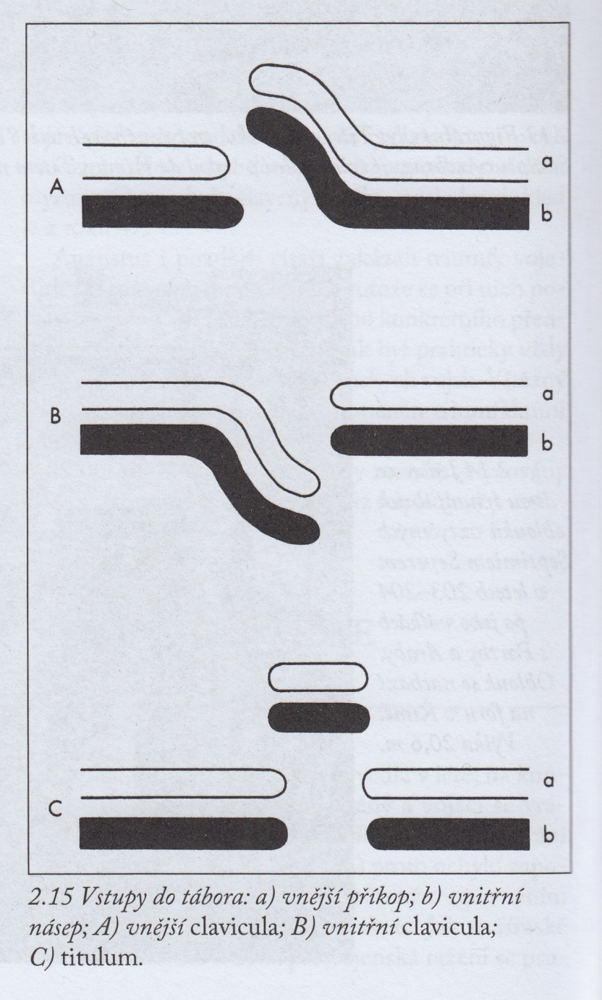 A
a
b
B
a
b
C
a
b
2.15 Vstupy do tábora: a) vnější příkop; b) vnitřní
násep; A) vnější clavicula; B) vnitřní clavicula;
C) titulum.